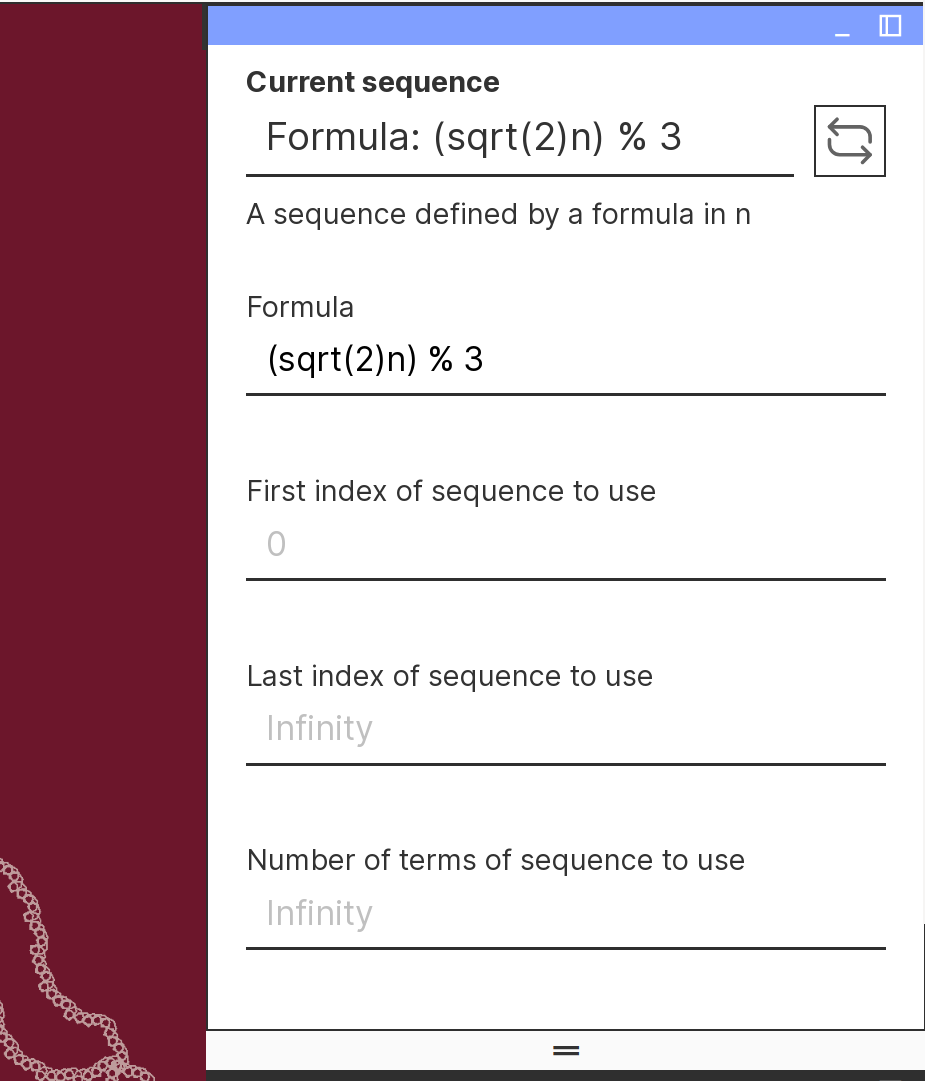 Current sequence
Formula: (sqrt(2)n) % 3
A sequence defined by a formula in n
Formula
(sqrt(2)n) % 3
First index of sequence to use
0
Last index of sequence to use
Infinity
Number of terms of sequence to use
Infinity